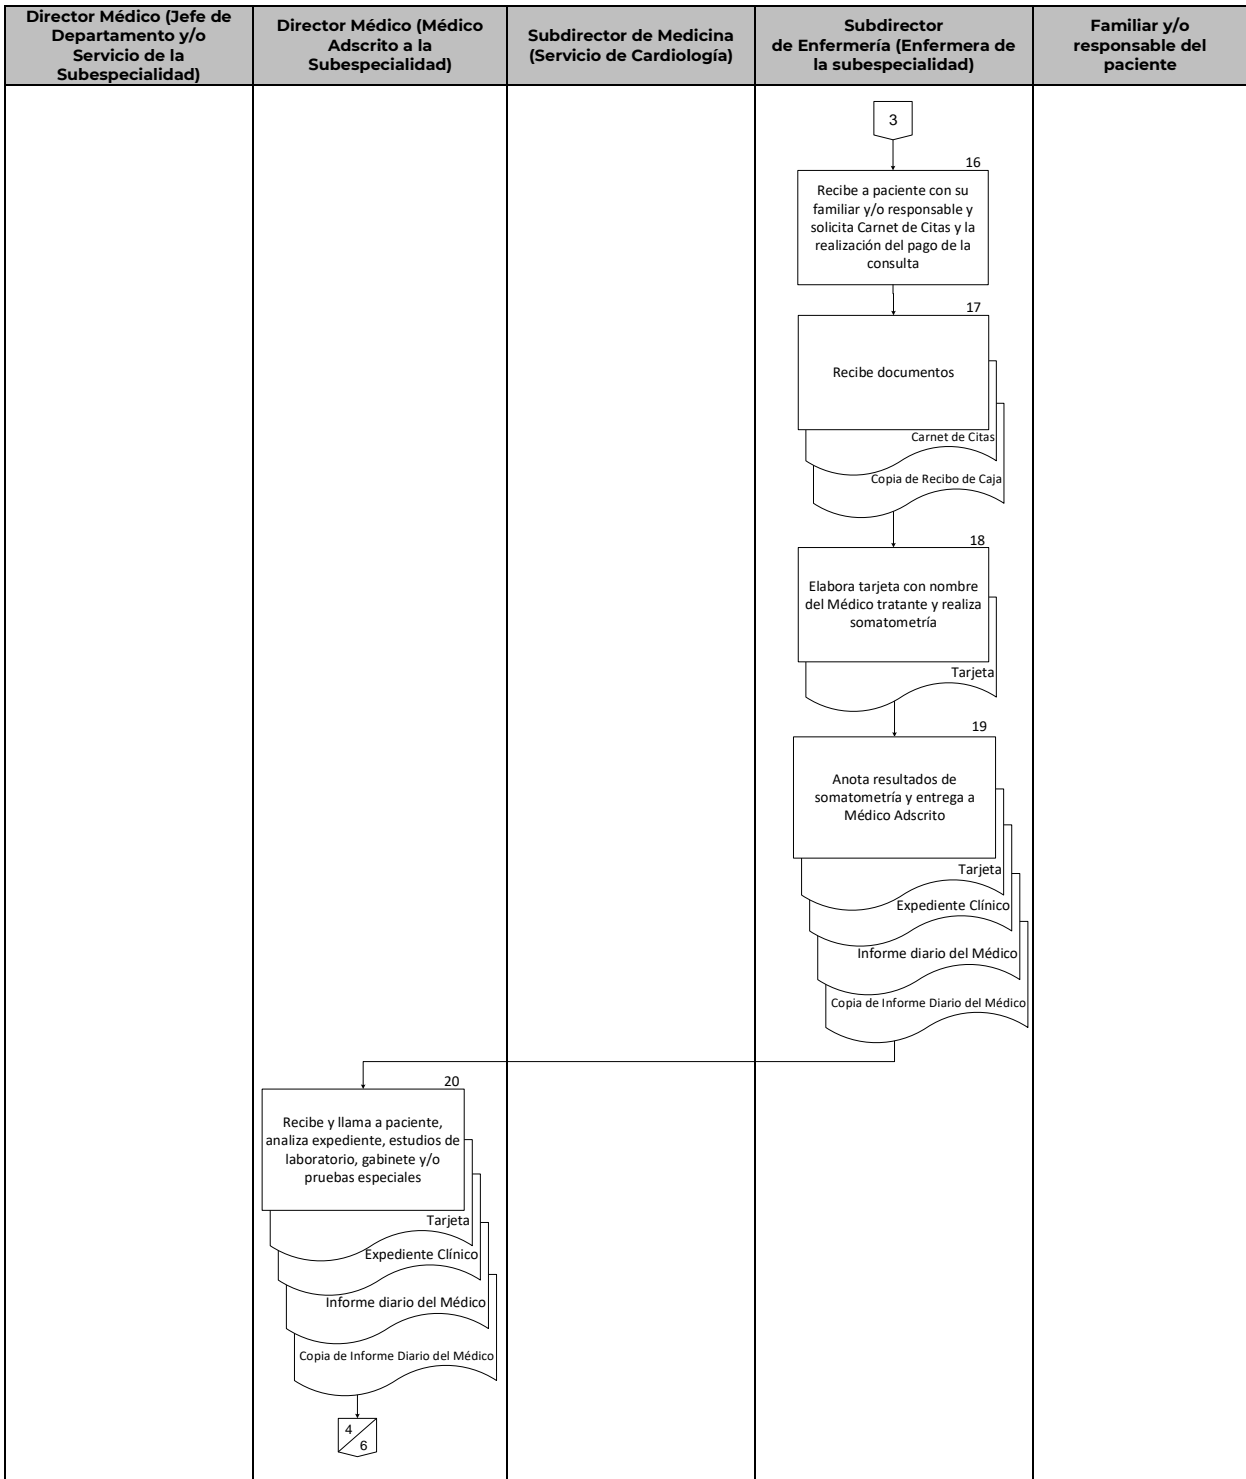 Director Médico (Jefe de
Departamento y/o
Servicio de la
Subespecialidad)
Director Médico (Médico
Adscrito a la
Subespecialidad)
Subdirector de Medicina
(Servicio de Cardiología)
Subdirector
de Enfermería (Enfermera de
la subespecialidad)
Familiar y/o
responsable del
paciente
3
16
Recibe a paciente con su
familiar y/o responsable y
solicita Carnet de Citas y la
realización del pago de la
consulta
17
Recibe documentos
Carnet de Citas
Copia de Recibo de Caja
18
Elabora tarjeta con nombre
del Médico tratante y realiza
somatometría
Tarjeta
19
Anota resultados de
somatometría y entrega a
Médico Adscrito
Tarjeta
Expediente Clínico
Informe diario del Médico
Copia de Informe Diario del Médico
20
Recibe y llama a paciente,
analiza expediente, estudios de
laboratorio, gabinete y/o
pruebas especiales
Tarjeta
Expediente Clínico
Informe diario del Médico
Copia de Informe Diario del Médico
4
6